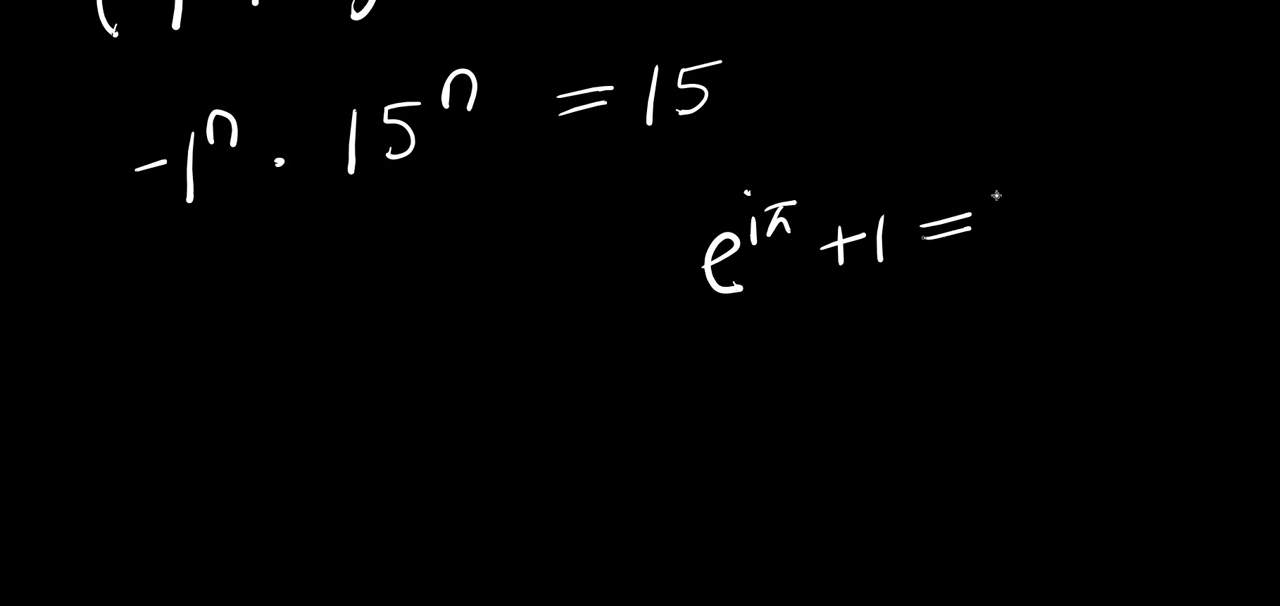 -1ⁿ · 15ⁿ = 15
e^{iπ} + 1 =